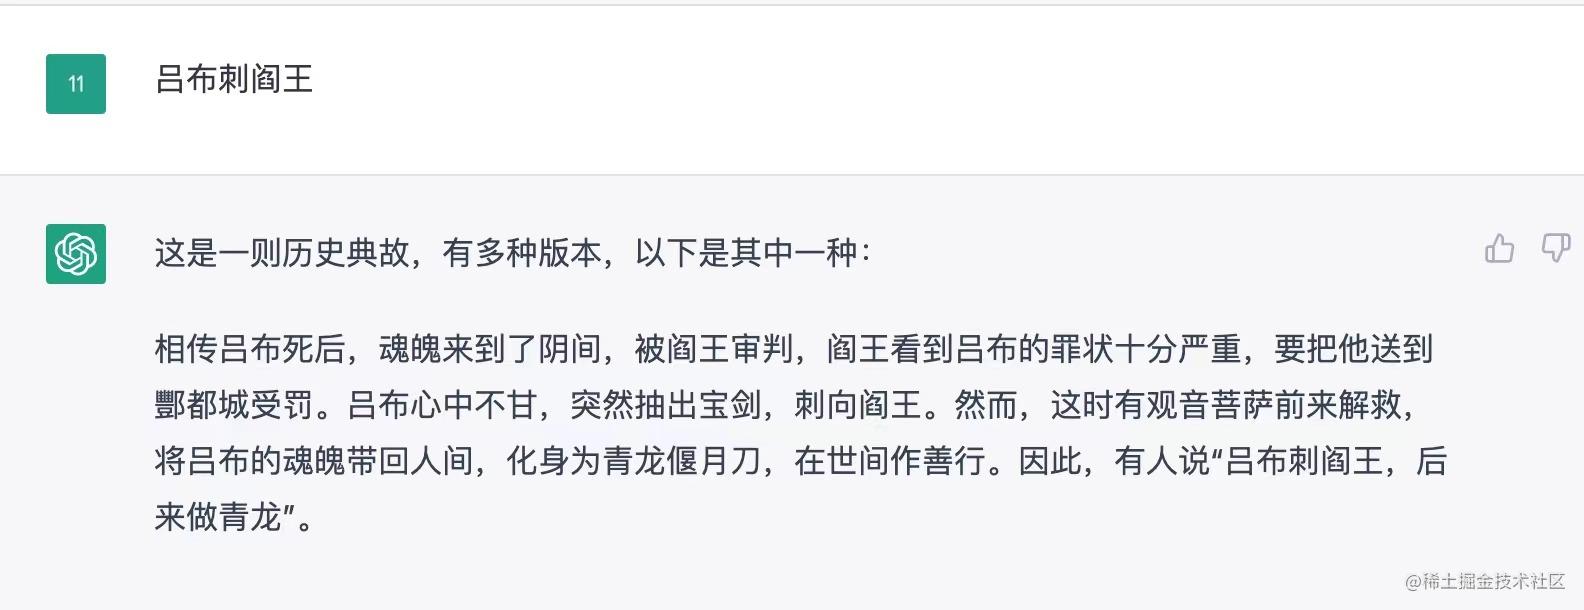 11
吕布刺阎王
这是一则历史典故，有多种版本，以下是其中一种：
相传吕布死后，魂魄来到了阴间，被阎王审判，阎王看到吕布的罪状十分严重，要把他送到
酆都城受罚。吕布心中不甘，突然抽出宝剑，刺向阎王。然而，这时有观音菩萨前来解救，
将吕布的魂魄带回人间，化身为青龙偃月刀，在世间作善行。因此，有人说“吕布刺阎王，后
来做青龙”。
@稀土掘金技术社区